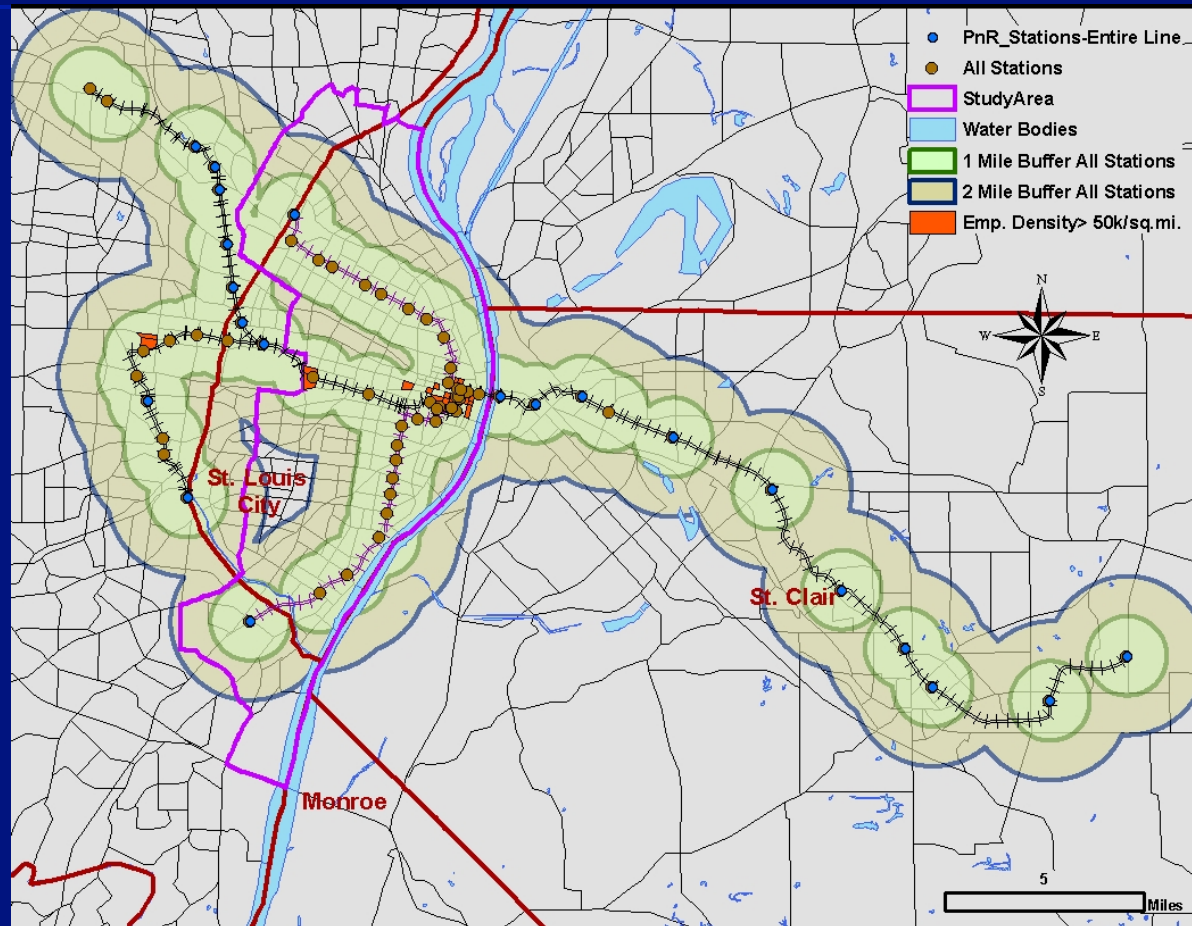 PnR_Stations-Entire Line
All Stations
StudyArea
Water Bodies
1 Mile Buffer All Stations
2 Mile Buffer All Stations
Emp. Density> 50k/sq.mi.
N
W
E
S
St. Louis
City
St. Clair
Monroe
5
Miles